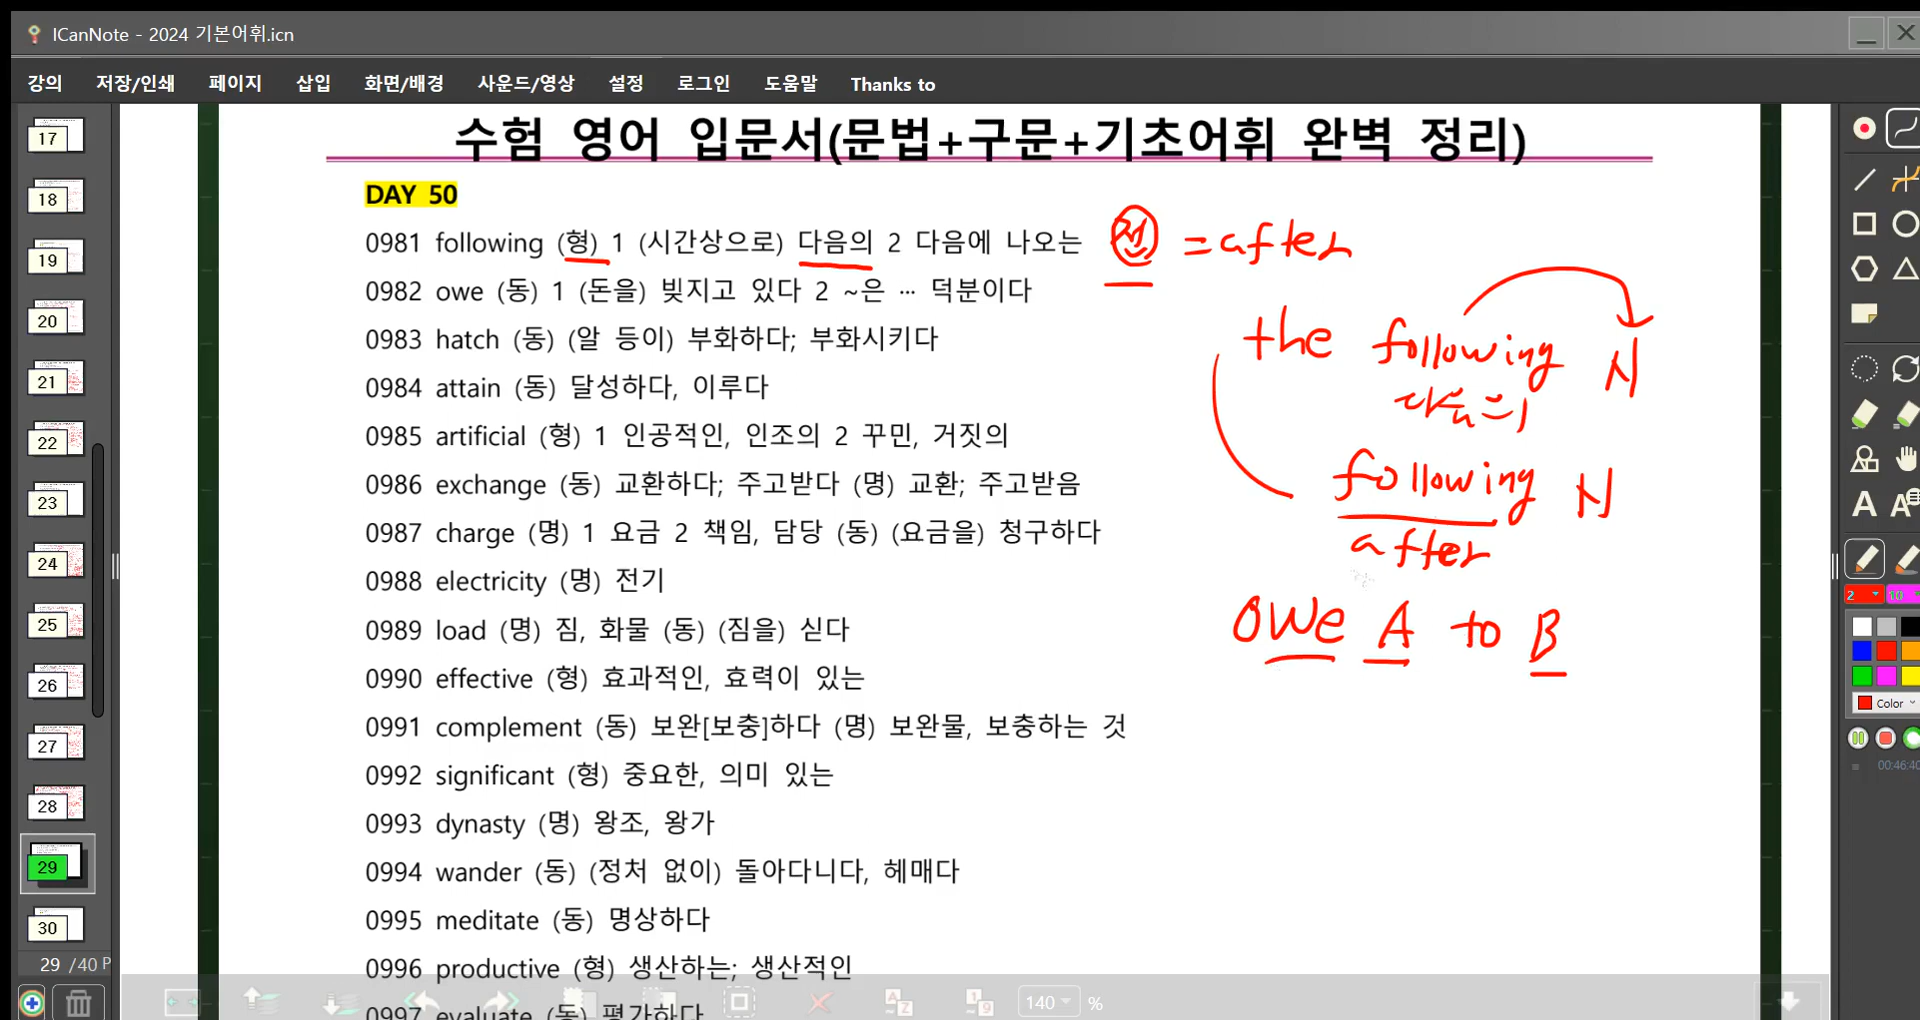 ICanNote - 2024 기본어휘.icn
강의 저장/인쇄 페이지 삽입 화면/배경 사운드/영상 설정 로그인 도움말 Thanks to
수험 영어 입문서(문법+구문+기초어휘 완벽 정리)
DAY 50
0981 following (형) 1 (시간상으로) 다음의 2 다음에 나오는 전 = after
0982 owe (동) 1 (돈을) 빚지고 있다 2 ~은 … 덕분이다
the following N
0983 hatch (동) (알 등이) 부화하다; 부화시키다
0984 attain (동) 달성하다, 이루다
0985 artificial (형) 1 인공적인, 인조의 2 꾸민, 거짓의
0986 exchange (동) 교환하다; 주고받다 (명) 교환; 주고받음
following N
0987 charge (명) 1 요금 2 책임, 담당 (동) (요금을) 청구하다
after
0988 electricity (명) 전기
0989 load (명) 짐, 화물 (동) (짐을) 싣다
owe A to B
0990 effective (형) 효과적인, 효력이 있는
0991 complement (동) 보완[보충]하다 (명) 보완물, 보충하는 것
0992 significant (형) 중요한, 의미 있는
0993 dynasty (명) 왕조, 왕가
0994 wander (동) (정처 없이) 돌아다니다, 헤매다
0995 meditate (동) 명상하다
0996 productive (형) 생산하는; 생산적인
0997 evaluate (동) 평가하다
17
18
19
20
21
22
23
24
25
26
27
28
29
30
29 /40 P
140 %
2 10
Color
00:46:40